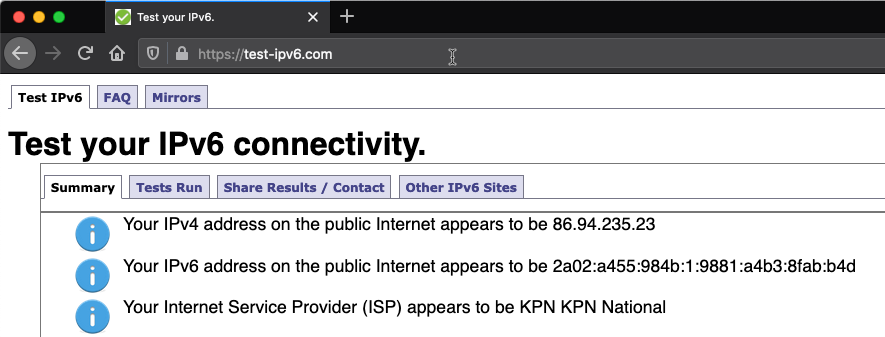 Test your IPv6.
https://test-ipv6.com
Test IPv6 FAQ Mirrors
Test your IPv6 connectivity.
Summary Tests Run Share Results / Contact Other IPv6 Sites
Your IPv4 address on the public Internet appears to be 86.94.235.23
Your IPv6 address on the public Internet appears to be 2a02:a455:984b:1:9881:a4b3:8fab:b4d
Your Internet Service Provider (ISP) appears to be KPN KPN National